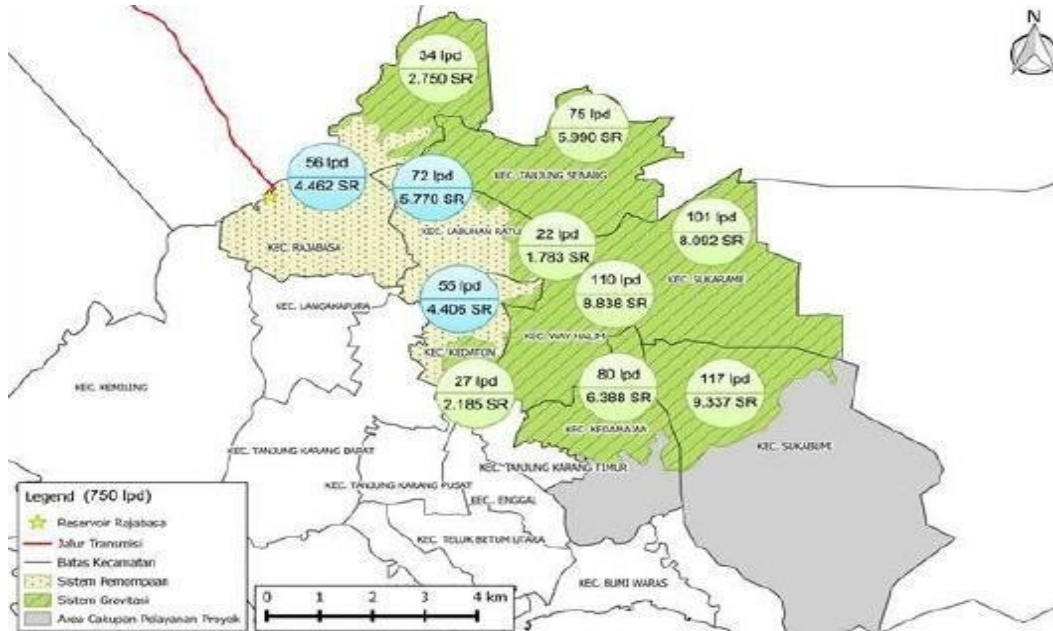 N
34 lpd
2.750 SR
75 lpd
5.990 SR
56 lpd
4.462 SR
72 lpd
5.770 SR
KEC. TANJUNG SENANG
KEC. LABUHAN RATU
22 lpd
1.783 SR
101 lpd
8.092 SR
KEC. RAJABASA
110 lpd
8.838 SR
KEC. SUKARAME
55 lpd
4.406 SR
KEC. LANGKAPURA
KEC. WAY HALIM
KEC. KEDATON
KEC. KEMILING
27 lpd
2.185 SR
80 lpd
6.388 SR
117 lpd
9.337 SR
KEC. KEDAMAIAN
KEC. SUKABUMI
KEC. TANJUNG KARANG BARAT
KEC. TANJUNG KARANG TIMUR
KEC. TANJUNG KARANG PUSAT
KEC. ENGGAL
KEC. TELUK BETUNG UTARA
KEC. BUMI WARAS
Legend (750 lpd)
Reservoir Rajabasa
Jalur Transmisi
Batas Kecamatan
Sistem Pemompaan
Sistem Gravitasi
Area Cakupan Pelayanan Proyek
0 1 2 3 4 km